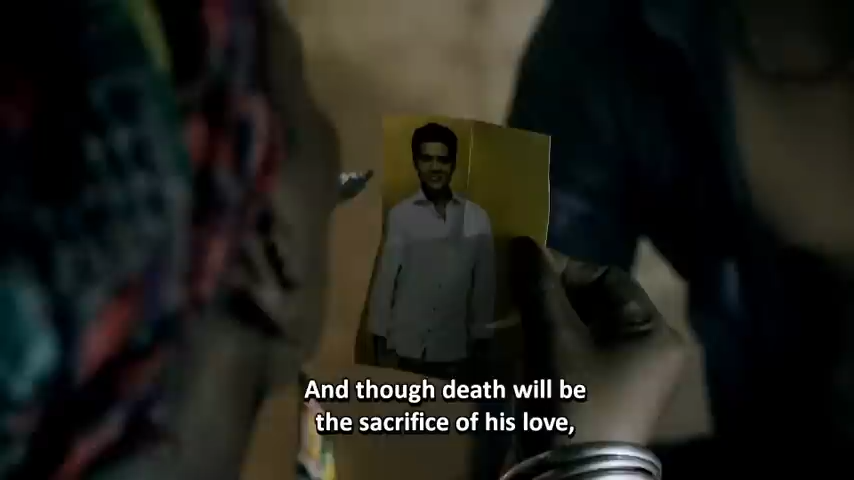 And though death will be
the sacrifice of his love,